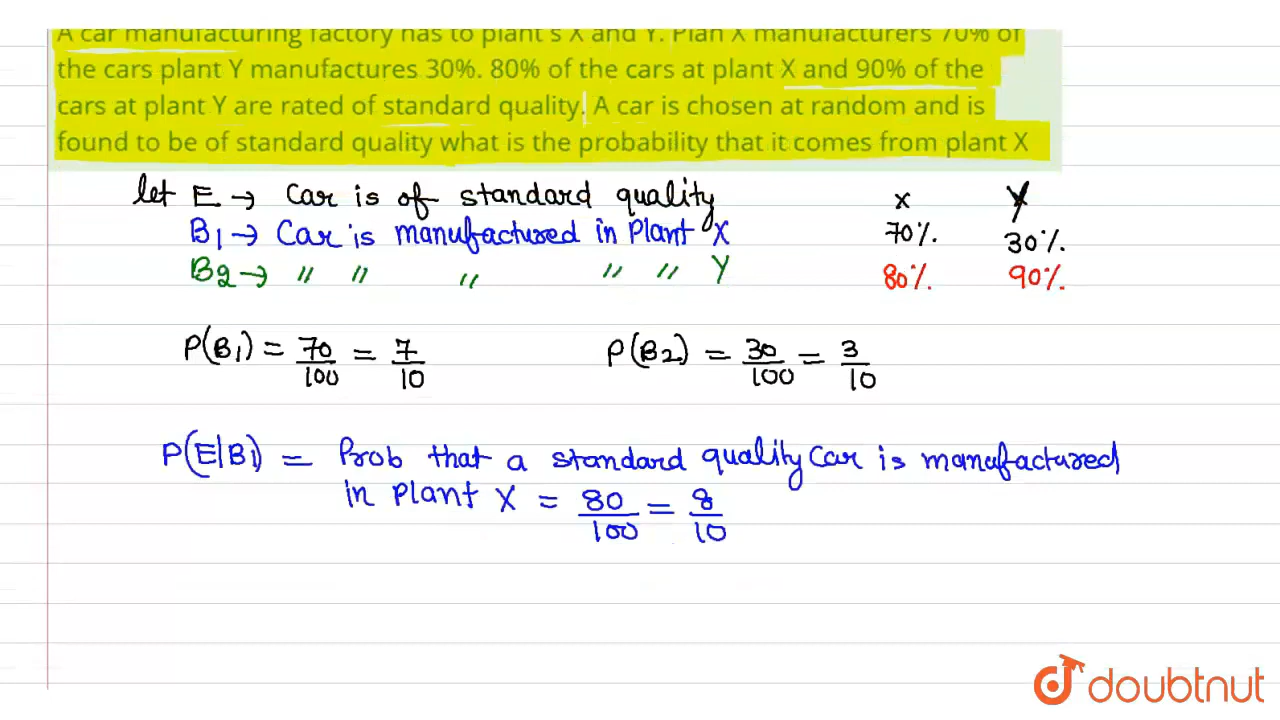 A car manufacturing factory has to plant's X and Y. Plan X manufacturers 70% of
the cars plant Y manufactures 30%. 80% of the cars at plant X and 90% of the
cars at plant Y are rated of standard quality. A car is chosen at random and is
found to be of standard quality what is the probability that it comes from plant X
let E → Car is of standard quality
X Y
B1 → Car is manufactured in Plant X
70%. 30%.
B2 → " " " " " Y
80%. 90%.
P(B1) = 70/100 = 7/10 P(B2) = 30/100 = 3/10
P(E|B1) = Prob that a standard quality Car is manufactured
in Plant X = 80/100 = 8/10
doubtnut